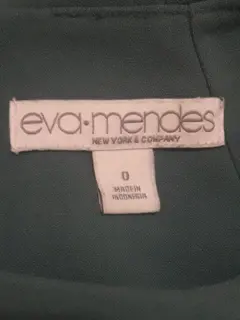 eva·mendes
NEW YORK & COMPANY
0
MADE IN
INDONESIA